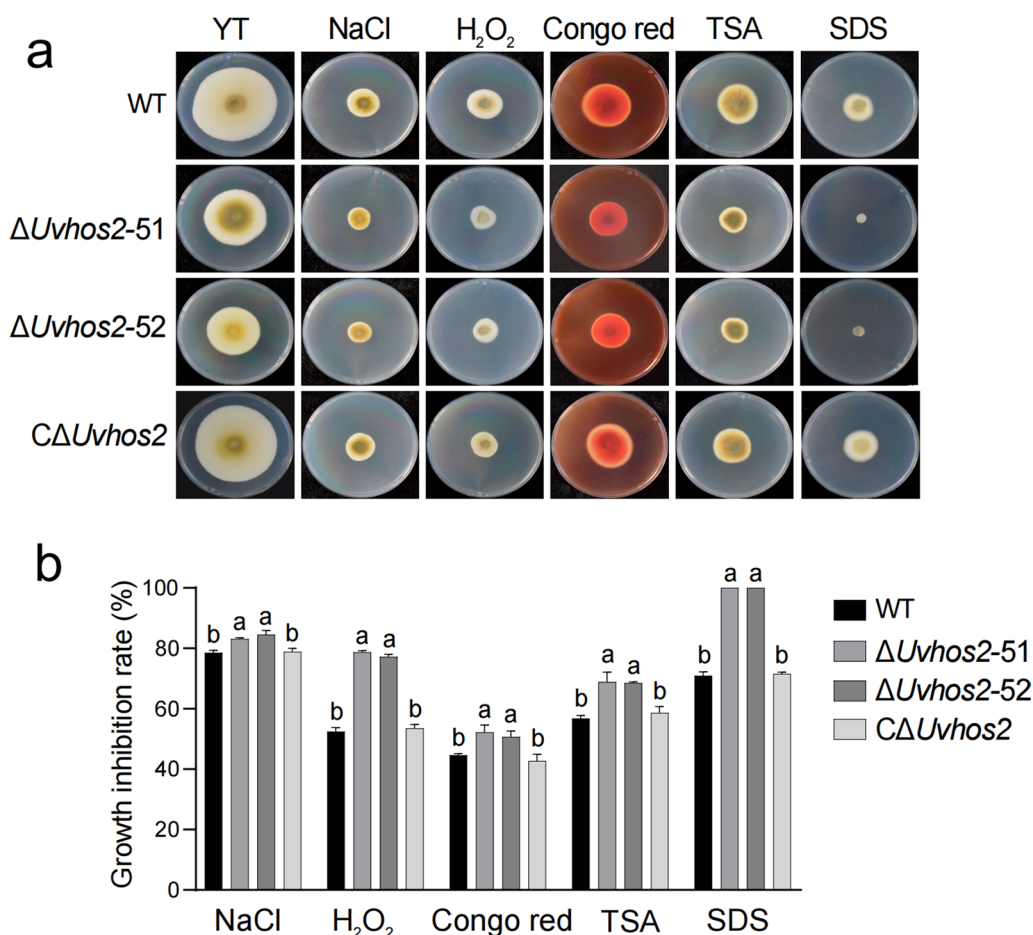 a
YT NaCl H₂O₂ Congo red TSA SDS
WT
ΔUvhos2-51
ΔUvhos2-52
CΔUvhos2
b
Growth inhibition rate (%)
100
80
60
40
20
0
b a a b
b a a b
b a a b
b a a b
b a a b
NaCl H₂O₂ Congo red TSA SDS
WT
ΔUvhos2-51
ΔUvhos2-52
CΔUvhos2